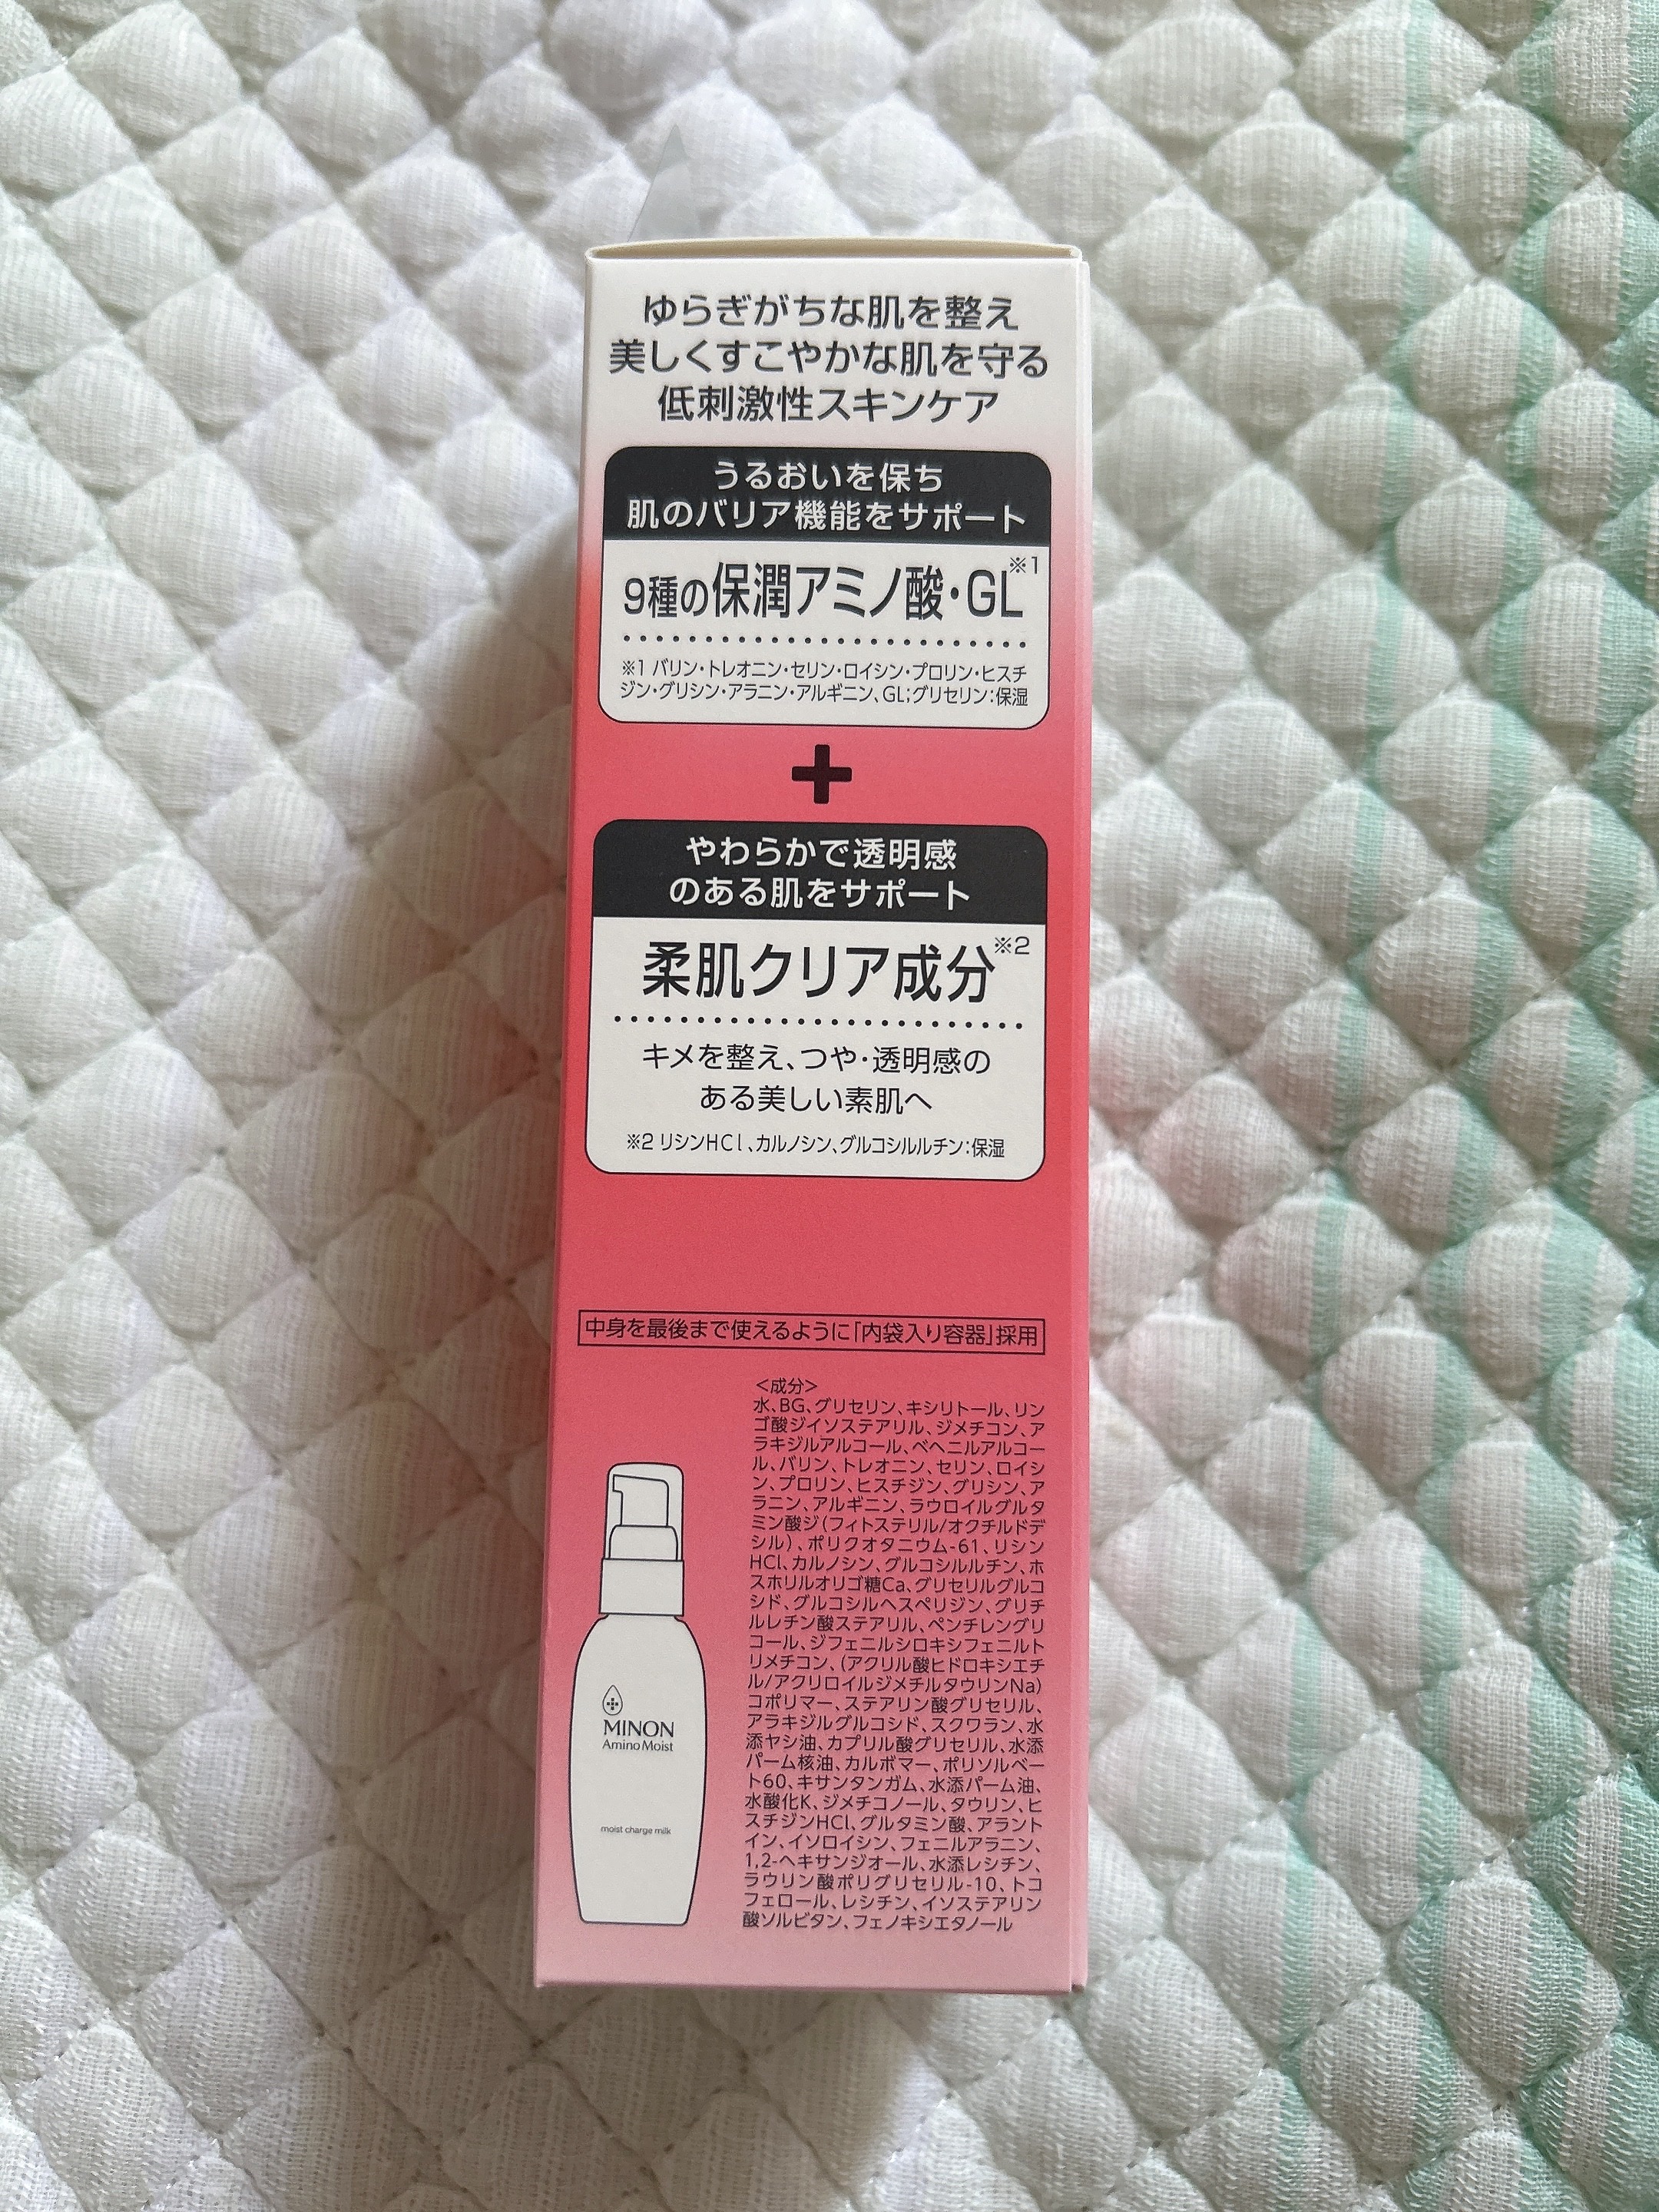 ゆらぎがちな肌を整え
美しくすこやかな肌を守る
低刺激性スキンケア
うるおいを保ち
肌のバリア機能をサポート
9種の保潤アミノ酸・GL※1
※1 バリン・トレオニン・セリン・ロイシン・プロリン・ヒスチ
ジン・グリシン・アラニン・アルギニン、GL;グリセリン:保湿
+
やわらかで透明感
のある肌をサポート
柔肌クリア成分※2
キメを整え、つや・透明感の
ある美しい素肌へ
※2 リシンHCl、カルノシン、グルコシルルチン:保湿
中身を最後まで使えるように「内袋入り容器」採用
<成分>
水、BG、グリセリン、キシリトール、リン
ゴ酸ジイソステアリル、ジメチコン、ア
ラキジルアルコール、ベヘニルアルコー
ル、バリン、トレオニン、セリン、ロイシ
ン、プロリン、ヒスチジン、グリシン、ア
ラニン、アルギニン、ラウロイルグルタ
ミン酸ジ(フィトステリル/オクチルドデ
シル)、ポリクオタニウム-61、リシン
HCl、カルノシン、グルコシルルチン、ホ
スホリルオリゴ糖Ca、グリセリルグルコ
シド、グルコシルヘスペリジン、グリチ
ルレチン酸ステアリル、ペンチレングリ
コール、ジフェニルシロキシフェニルト
リメチコン、(アクリル酸ヒドロキシエチ
ル/アクリロイルジメチルタウリンNa)
コポリマー、ステアリン酸グリセリル、
アラキジルグルコシド、スクワラン、水
添ヤシ油、カプリル酸グリセリル、水添
パーム核油、カルボマー、ポリソルベー
ト60、キサンタンガム、水添パーム油、
水酸化K、ジメチコノール、タウリン、ヒ
スチジンHCl、グルタミン酸、アラント
イン、イソロイシン、フェニルアラニン、
1,2-ヘキサンジオール、水添レシチン、
ラウリン酸ポリグリセリル-10、トコ
フェロール、レシチン、イソステアリン
酸ソルビタン、フェノキシエタノール
MINON
Amino Moist
moist charge milk